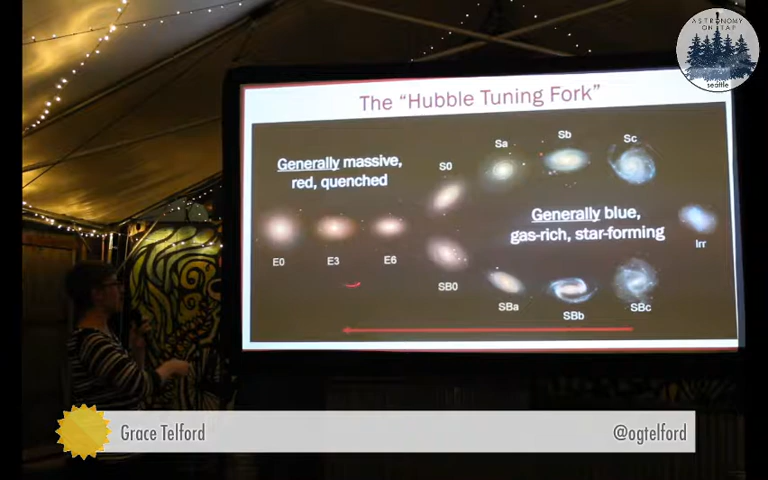 ASTRONOMY
ON TAP
seattle
The “Hubble Tuning Fork”
Generally massive,
red, quenched
S0
Sa
Sb
Sc
Generally blue,
gas-rich, star-forming
E0
E3
E6
Irr
SB0
SBa
SBb
SBc
Grace Telford
@ogtelford